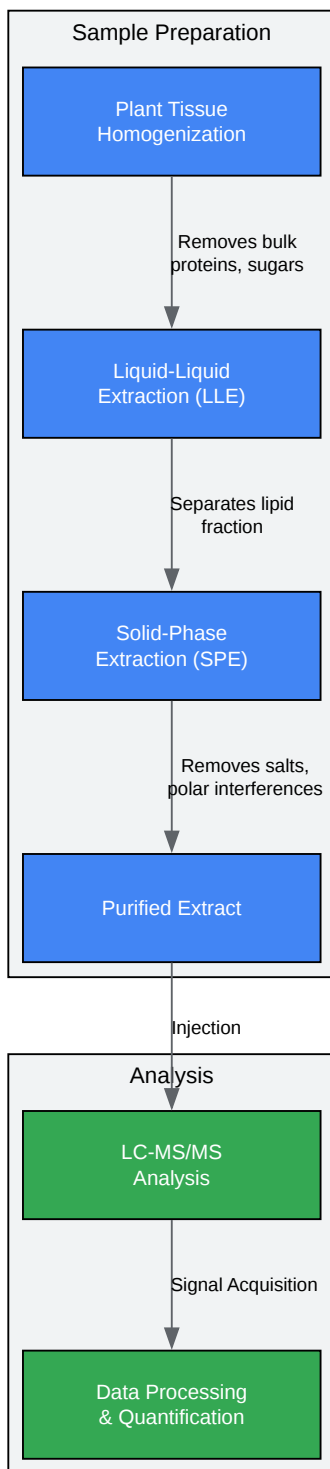 Sample Preparation
Plant Tissue
Homogenization
Removes bulk
proteins, sugars
Liquid-Liquid
Extraction (LLE)
Separates lipid
fraction
Solid-Phase
Extraction (SPE)
Removes salts,
polar interferences
Purified Extract
Injection
Analysis
LC-MS/MS
Analysis
Signal Acquisition
Data Processing
& Quantification